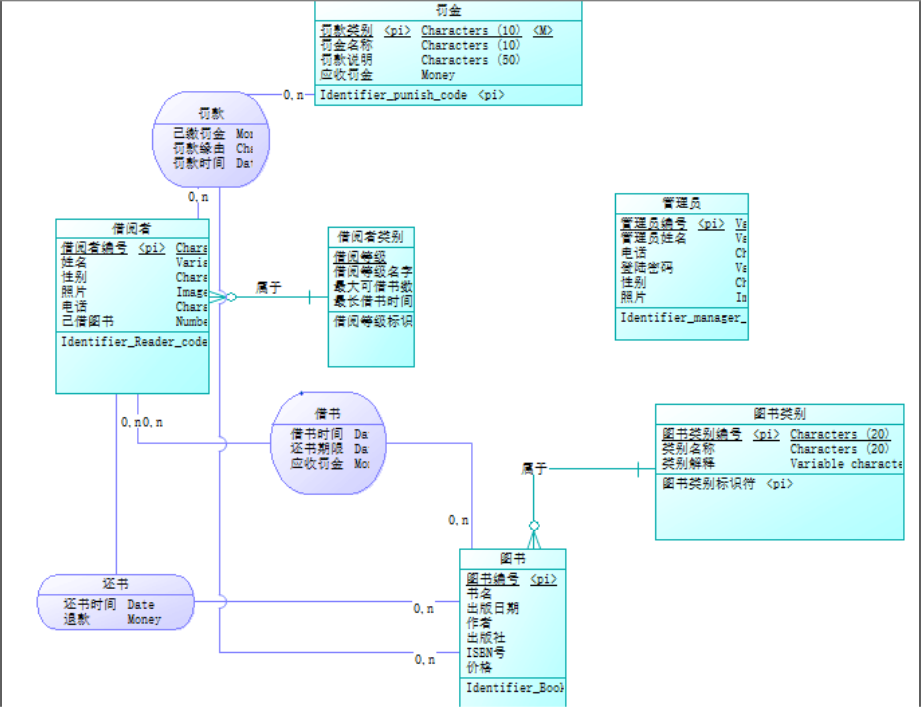 罚金
罚款类别 <pi> Characters (10) <M>
罚金名称 Characters (10)
罚款说明 Characters (50)
应收罚金 Money
Identifier_punish_code <pi>
0,n
罚款
已缴罚金 Mo
罚款缘由 Cha
罚款时间 Da
0,n
借阅者
借阅者编号 <pi> Chara
姓名 Varia
性别 Chara
照片 Image
电话 Chara
已借图书 Numbe
Identifier_Reader_code
属于
借阅者类别
借阅等级
借阅等级名字
最大可借书数
最长借书时间
借阅等级标识
管理员
管理员编号 <pi> Va
管理员姓名 Va
电话 Ch
登陆密码 Va
性别 Ch
照片 Im
Identifier_manager_
0,n0,n
借书
借书时间 Da
还书期限 Da
应收罚金 Mo
图书类别
图书类别编号 <pi> Characters (20)
类别名称 Characters (20)
类别解释 Variable characte
图书类别标识符 <pi>
属于
0,n
还书
还书时间 Date
退款 Money
0,n
0,n
图书
图书编号 <pi>
书名
出版日期
作者
出版社
ISBN号
价格
Identifier_Book